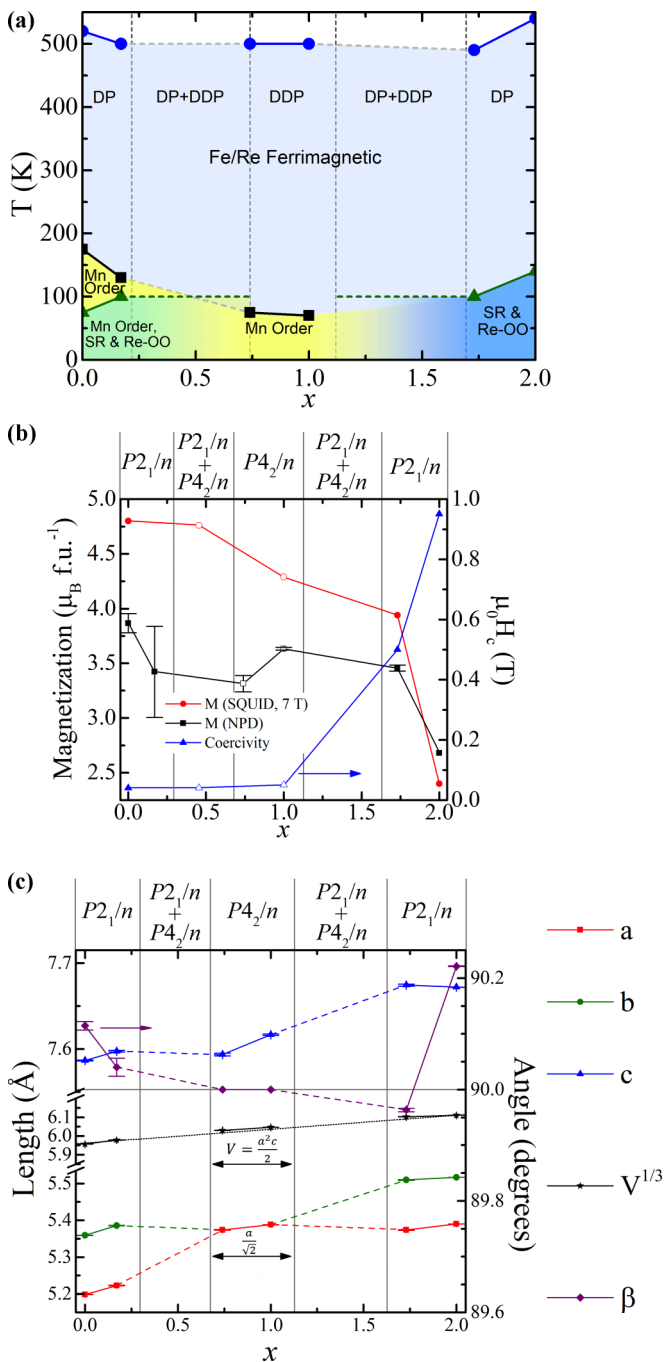 (a)
500
400
300
200
100
0
T (K)
DP
DP+DDP
DDP
DP+DDP
DP
Fe/Re Ferrimagnetic
Mn
Order
Mn Order,
SR & Re-OO
Mn Order
SR &
Re-OO
0.0
0.5
1.0
1.5
2.0
x
(b)
P2₁/n
P2₁/n
+
P4₂/n
P4₂/n
P2₁/n
+
P4₂/n
P2₁/n
5.0
4.5
4.0
3.5
3.0
2.5
Magnetization (μ_B f.u.⁻¹)
M (SQUID, 7 T)
M (NPD)
Coercivity
1.0
0.8
0.6
0.4
0.2
0.0
μ₀H_c (T)
0.0
0.5
1.0
1.5
2.0
x
(c)
P2₁/n
P2₁/n
+
P4₂/n
P4₂/n
P2₁/n
+
P4₂/n
P2₁/n
7.7
7.6
6.1
6.0
5.9
5.5
5.4
5.3
5.2
Length (Å)
V = a²c/2
a/√2
90.2
90.0
89.8
89.6
Angle (degrees)
0.0
0.5
1.0
1.5
2.0
x
a
b
c
V^1/3
β